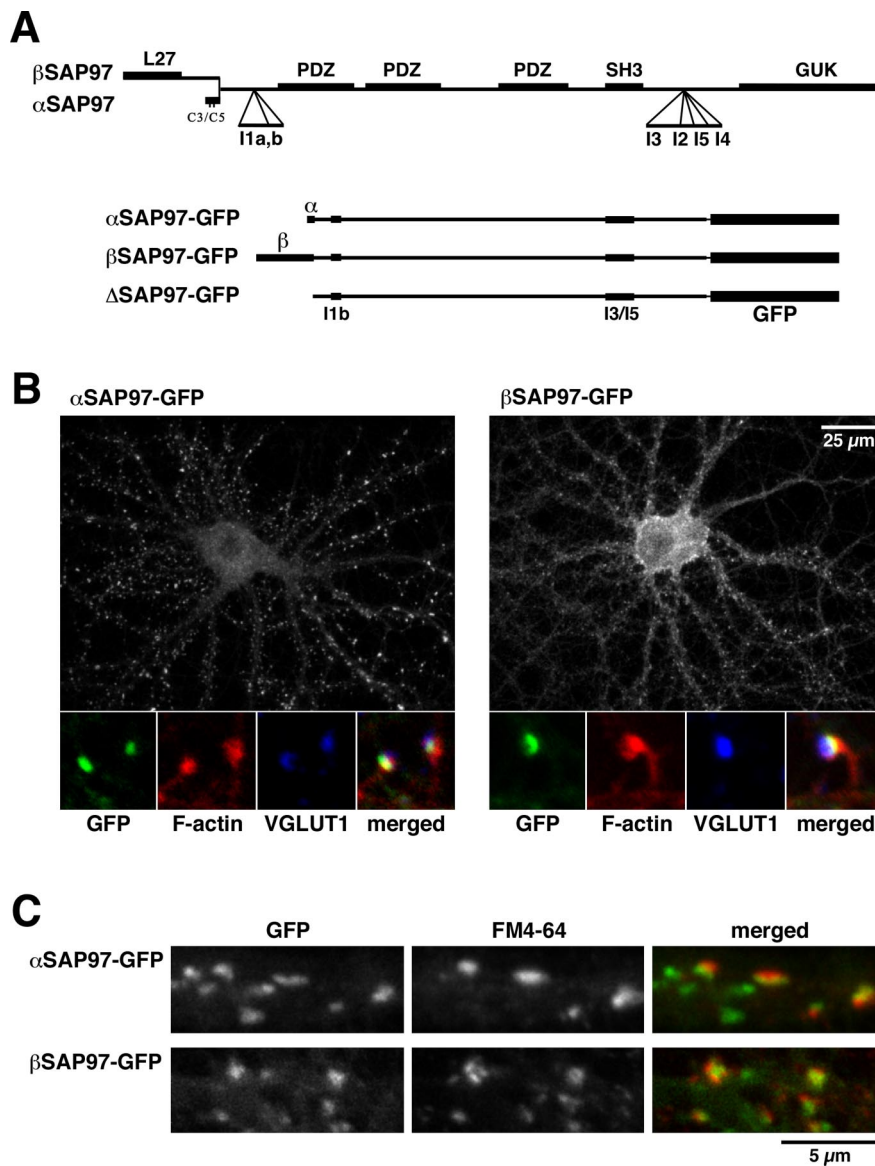 A
L27
βSAP97
PDZ PDZ PDZ SH3 GUK
αSAP97
C3/C5
I1a,b
I3 I2 I5 I4
α
αSAP97-GFP
β
βSAP97-GFP
ΔSAP97-GFP
I1b I3/I5 GFP
B
αSAP97-GFP βSAP97-GFP
25 μm
GFP F-actin VGLUT1 merged GFP F-actin VGLUT1 merged
C
GFP FM4-64 merged
αSAP97-GFP
βSAP97-GFP
5 μm